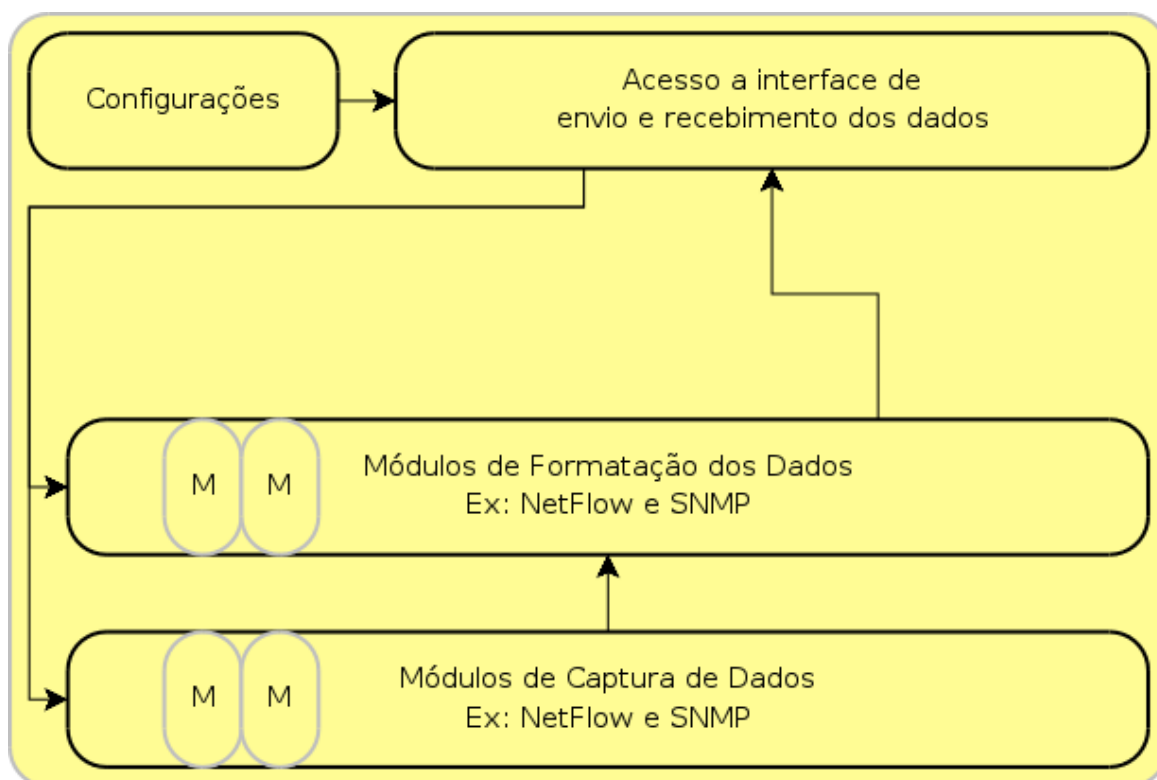 Configurações
Acesso a interface de
envio e recebimento dos dados
M M
Módulos de Formatação dos Dados
Ex: NetFlow e SNMP
M M
Módulos de Captura de Dados
Ex: NetFlow e SNMP